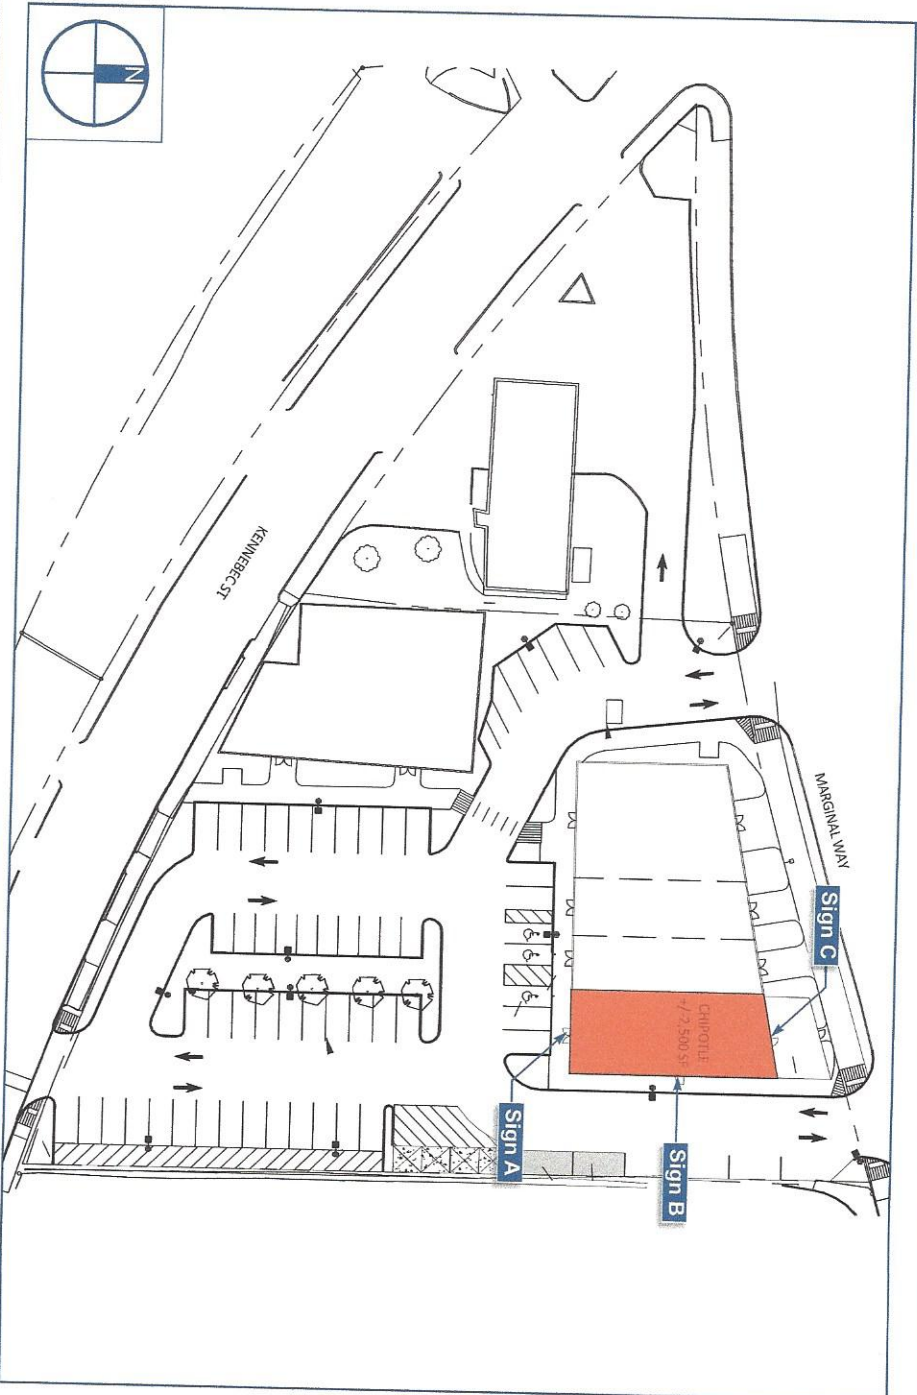 N
MARGINAL WAY
Sign C
CHIPOTLE
+/ 2,500 SF
Sign B
Sign A
KENNEBEC ST